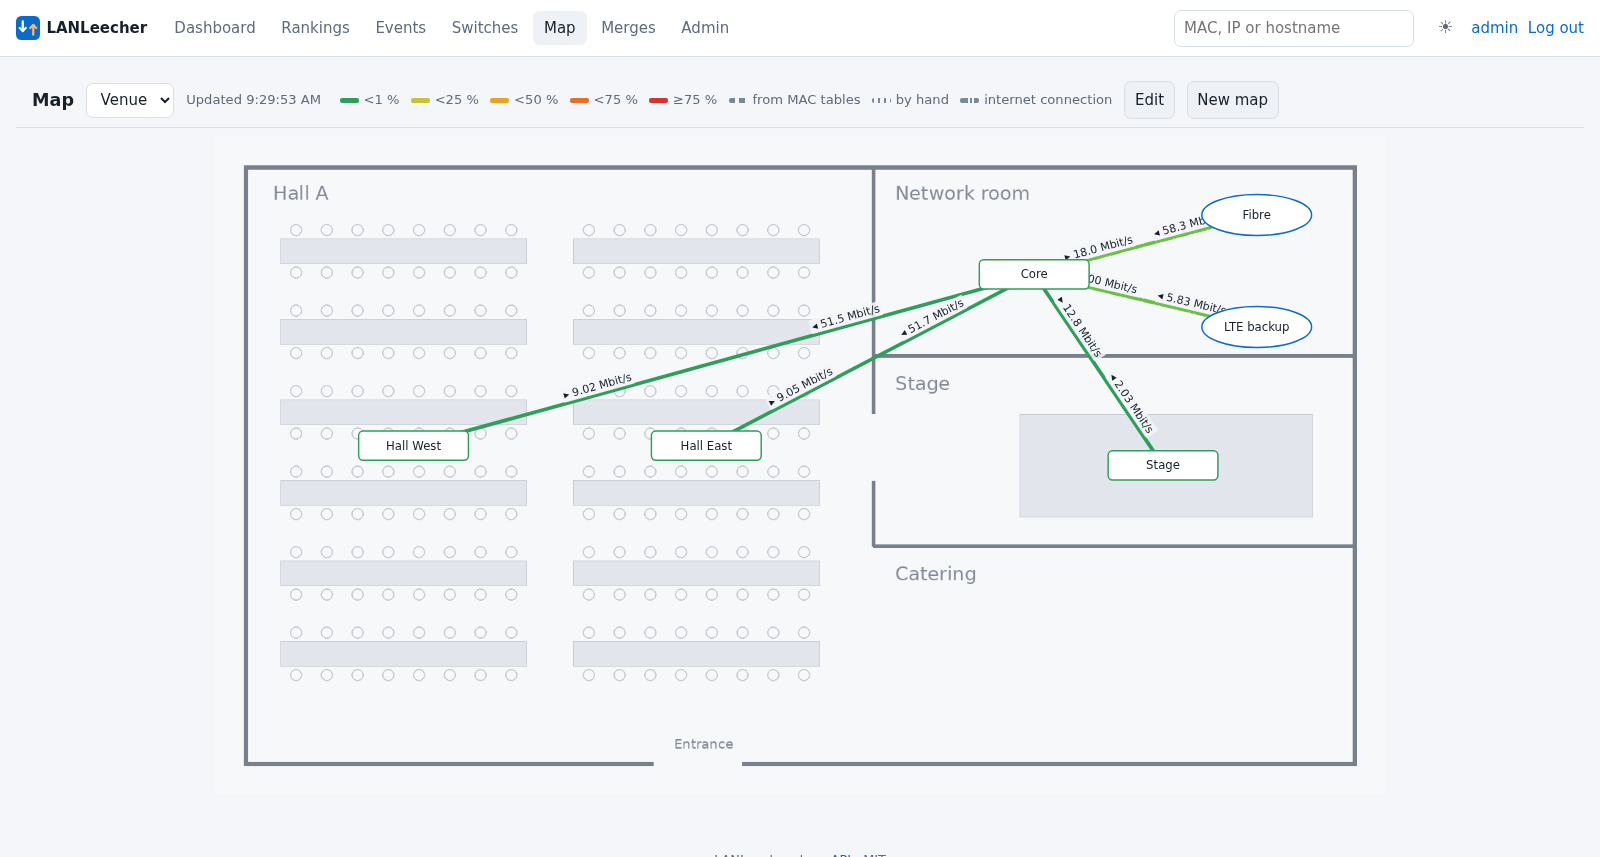 LANLeecher Dashboard Rankings Events Switches Map Merges Admin MAC, IP or hostname ☀ admin Log out
Map Venue Updated 9:29:53 AM <1 % <25 % <50 % <75 % ≥75 % from MAC tables by hand internet connection Edit New map
Hall A
Network room
Fibre
◂ 58.3 Mb
▸ 18.0 Mbit/s
Core
00 Mbit/s
◂ 5.83 Mbit/s
LTE backup
◂ 51.5 Mbit/s
◂ 51.7 Mbit/s
▸ 12.8 Mbit/s
▸ 9.02 Mbit/s
▸ 9.05 Mbit/s
◂ 2.03 Mbit/s
Stage
Hall West
Hall East
Stage
Catering
Entrance